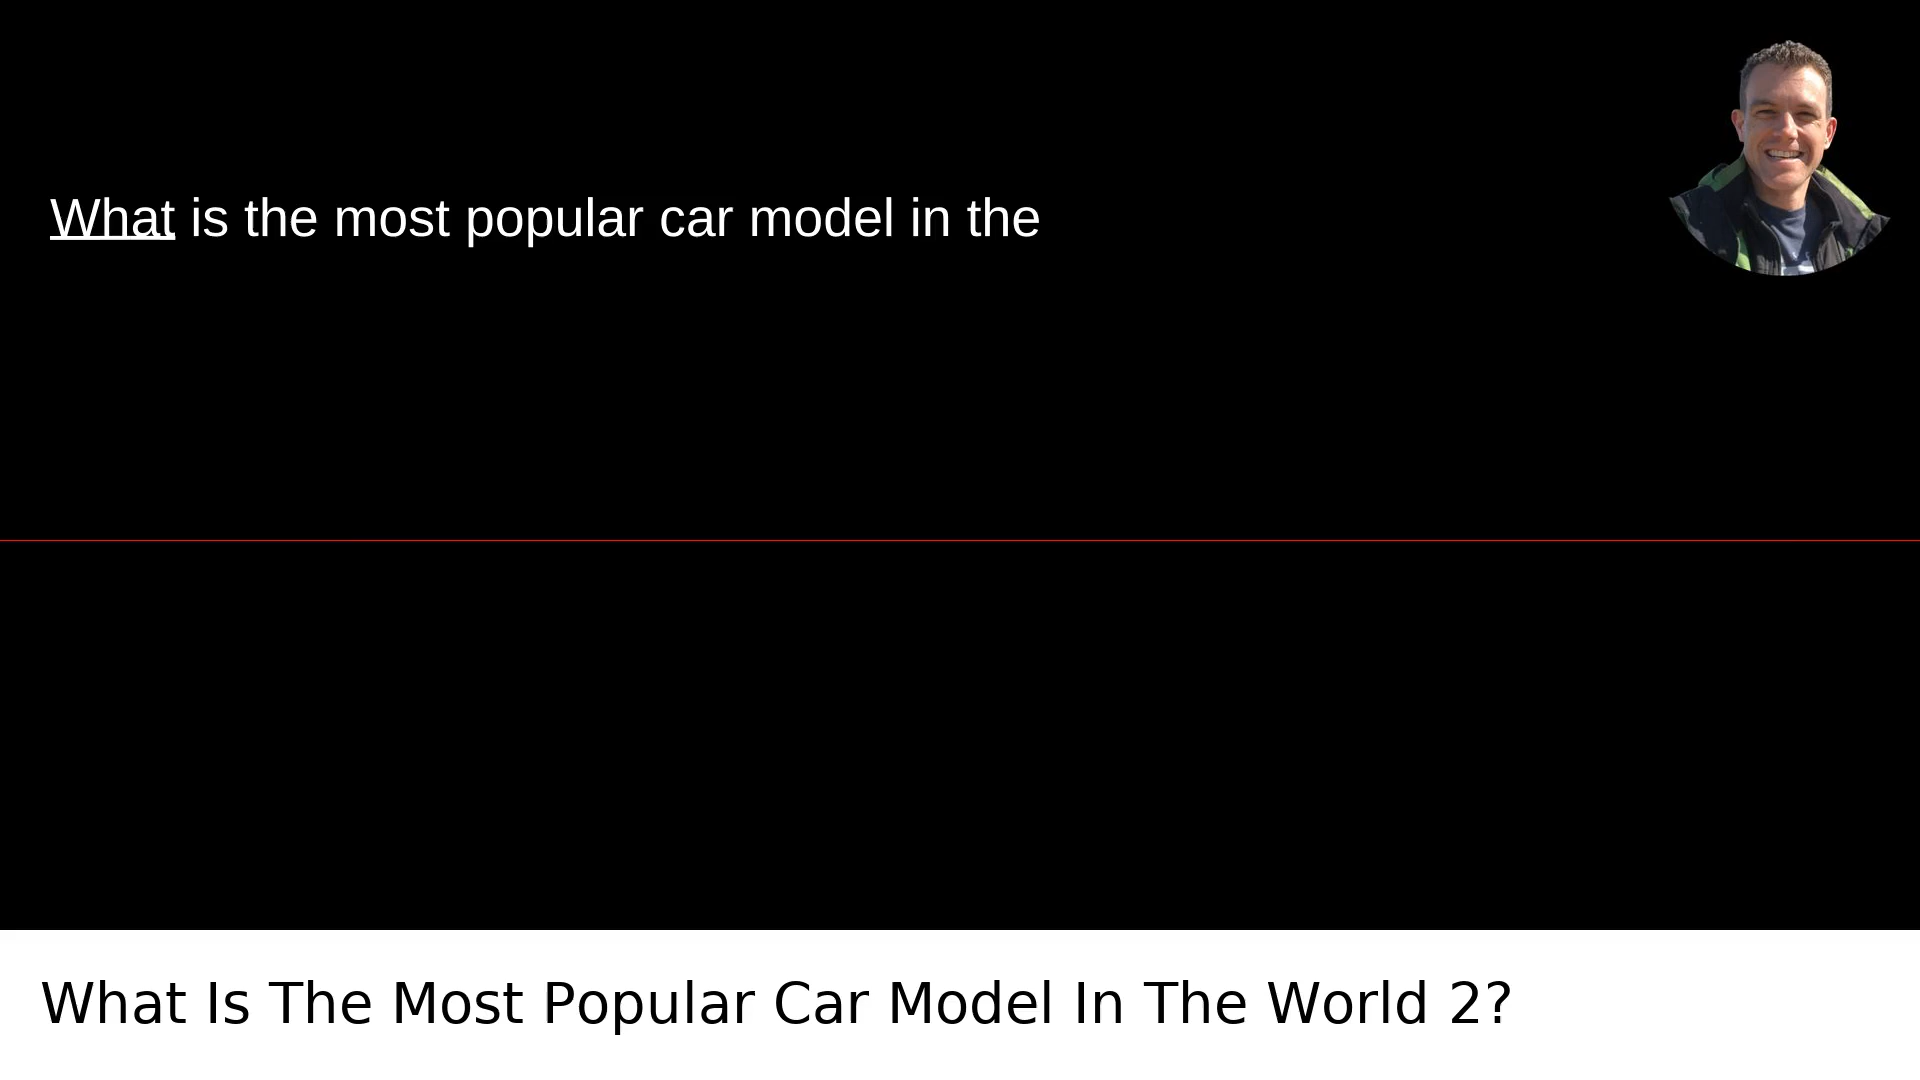 What is the most popular car model in the
What Is The Most Popular Car Model In The World 2?